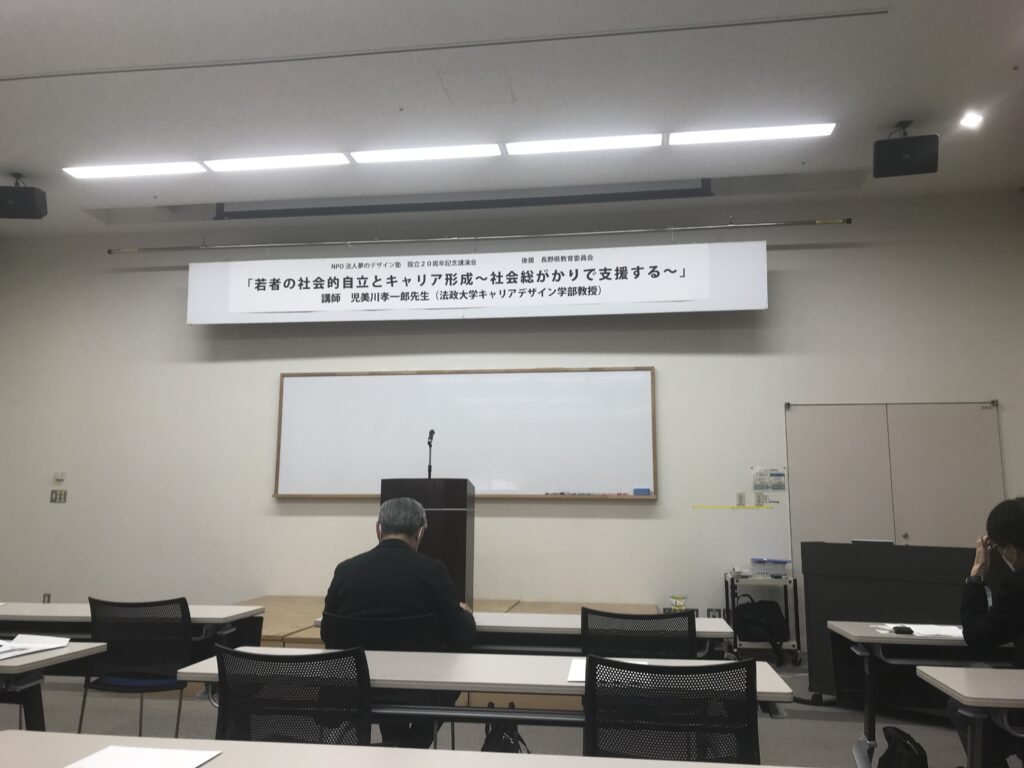 NPO法人夢のデザイン塾 設立20周年記念講演会 後援 長野県教育委員会
「若者の社会的自立とキャリア形成～社会総がかりで支援する～」
講師 児美川孝一郎先生（法政大学キャリアデザイン学部教授）